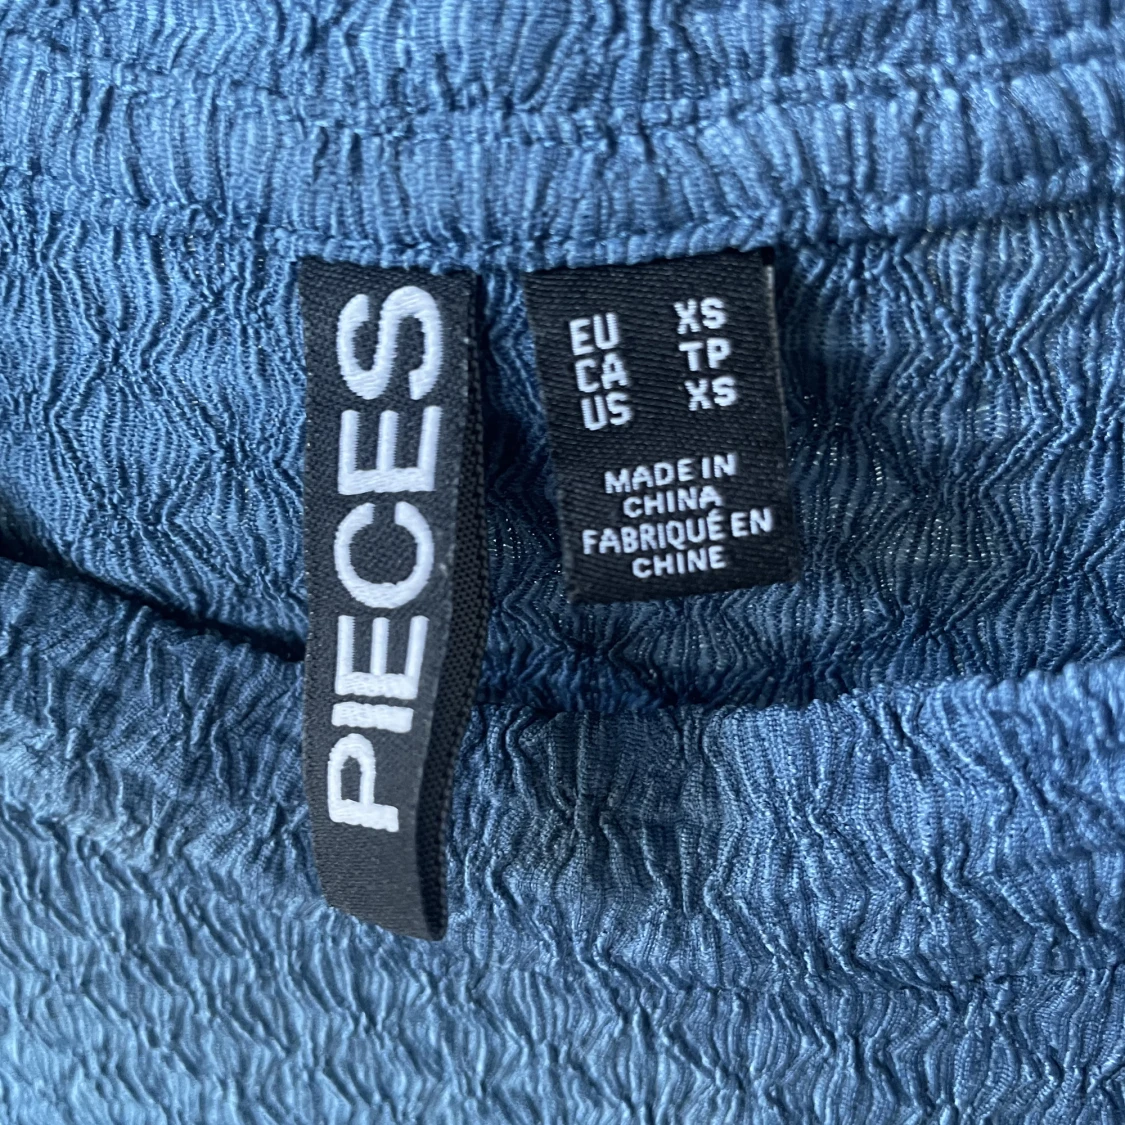 PIECES
EU XS
CA TP
US XS
MADE IN
CHINA
FABRIQUÉ EN
CHINE